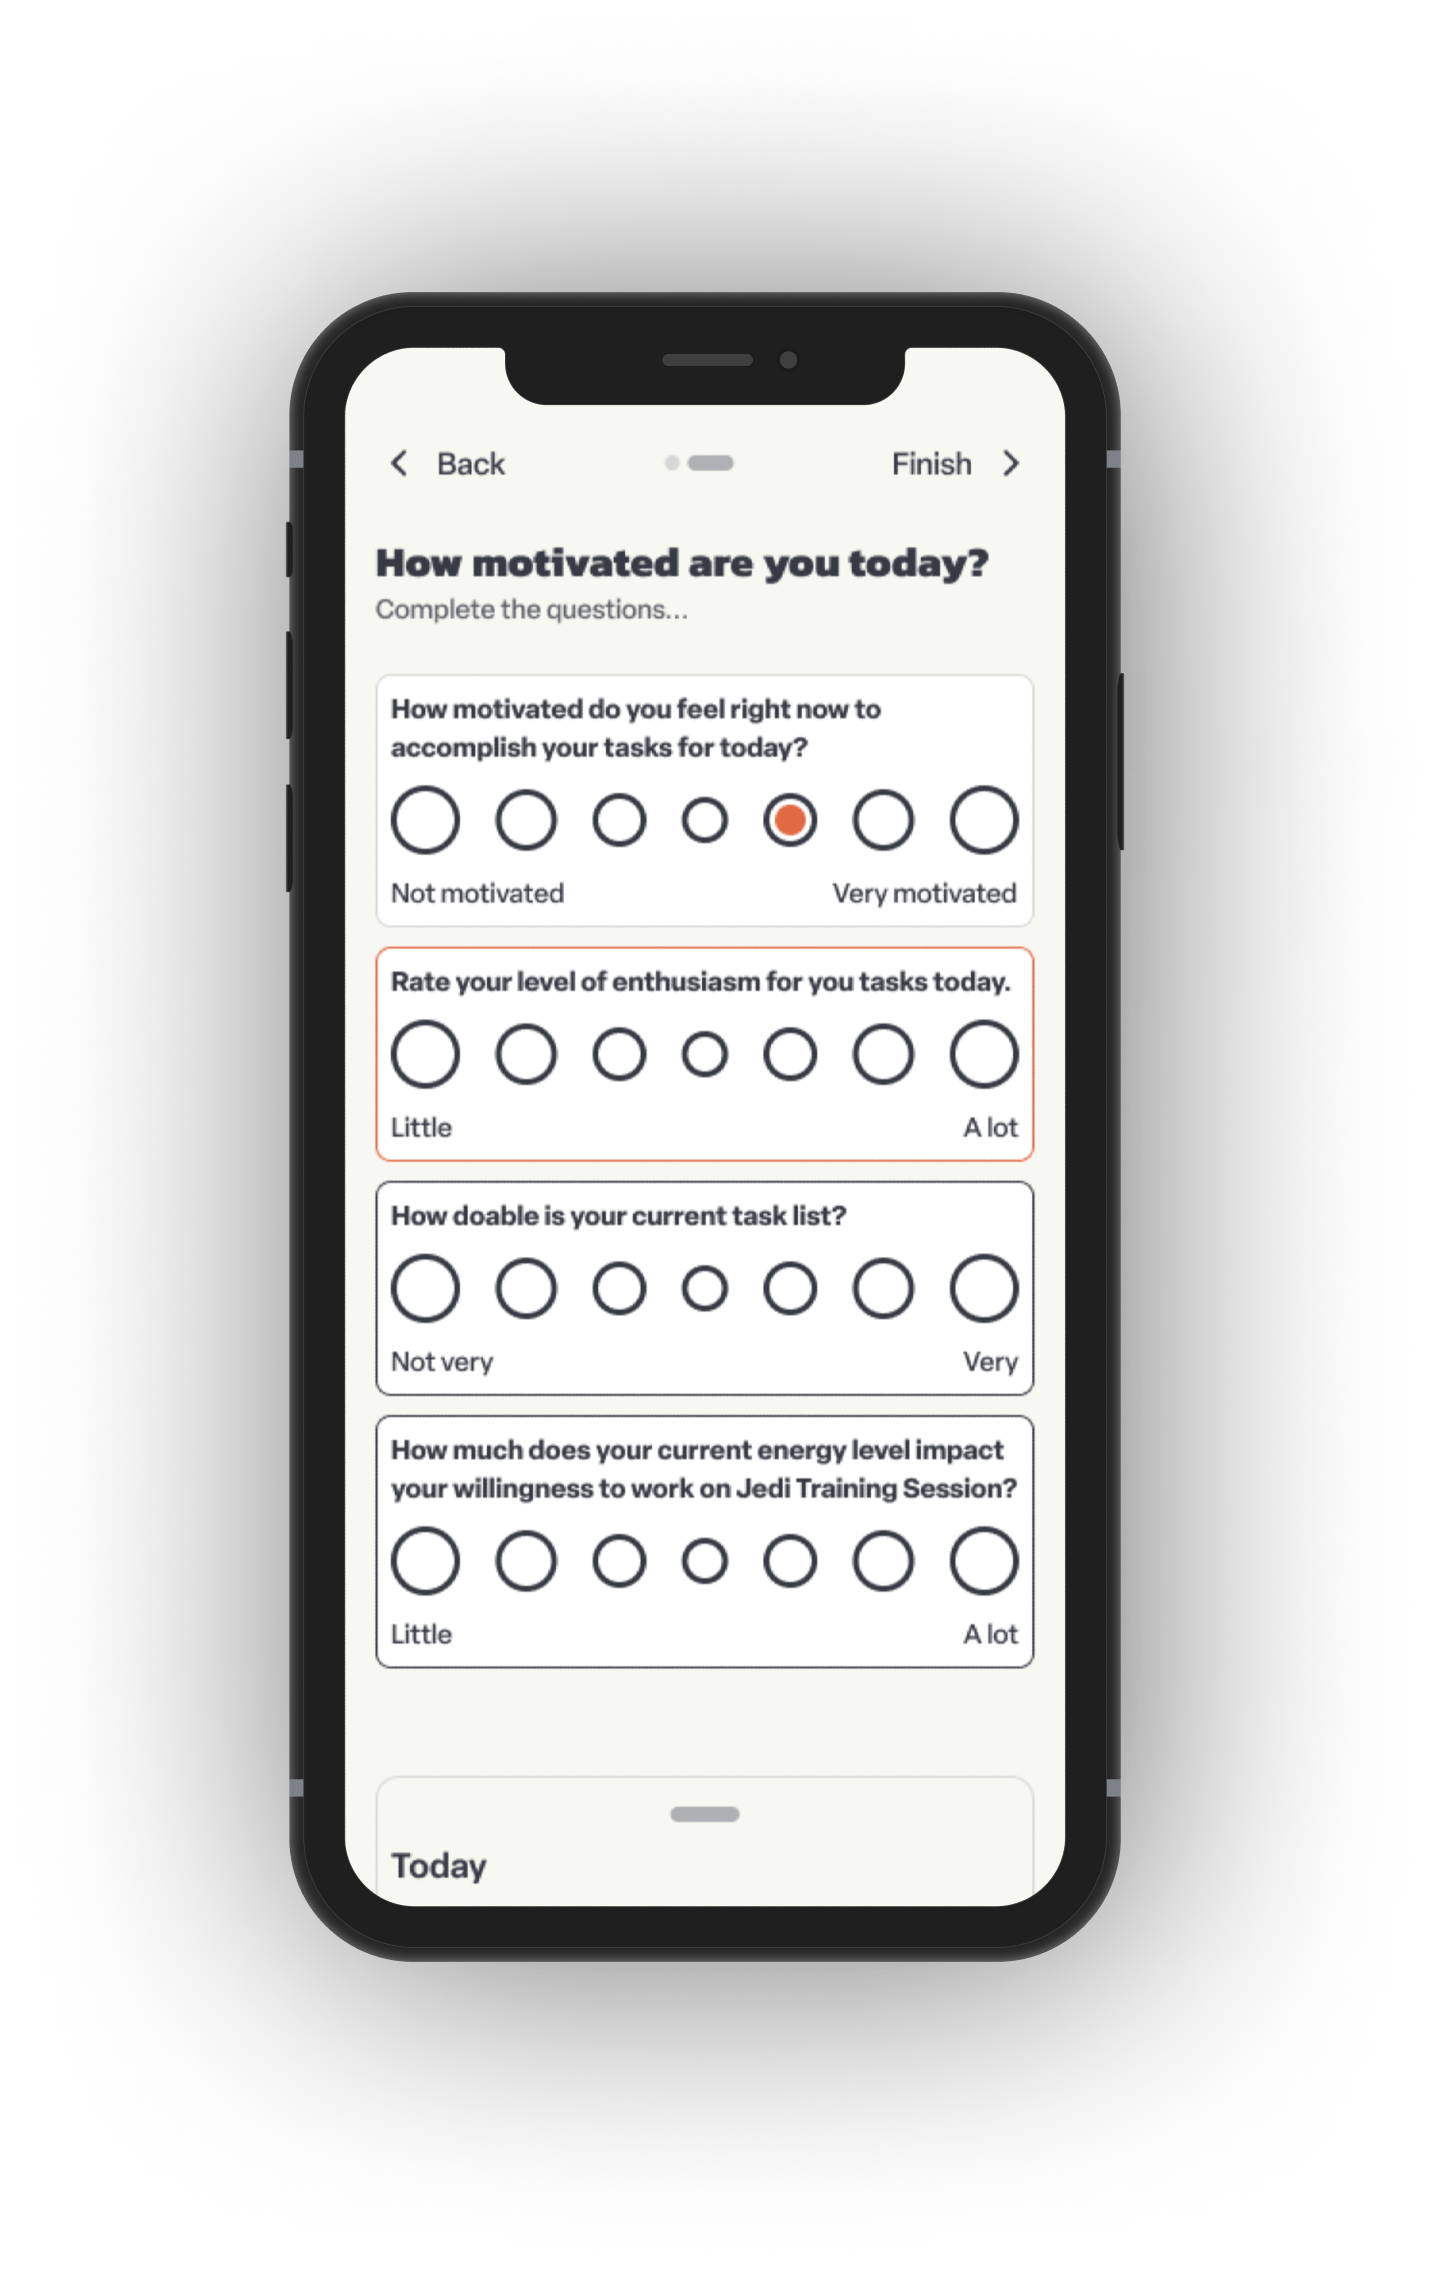 Back
Finish
How motivated are you today?
Complete the questions...
How motivated do you feel right now to
accomplish your tasks for today?
Not motivated
Very motivated
Rate your level of enthusiasm for you tasks today.
Little
A lot
How doable is your current task list?
Not very
Very
How much does your current energy level impact
your willingness to work on Jedi Training Session?
Little
A lot
Today